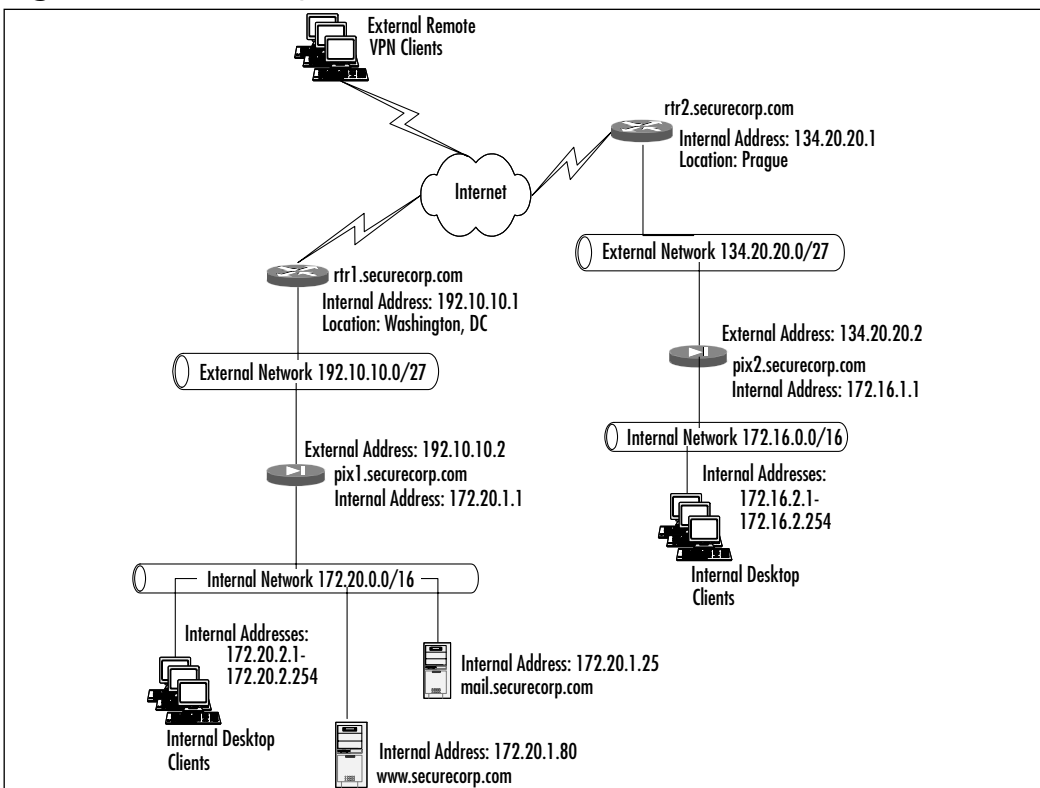 External Remote
VPN Clients
rtr2.securecorp.com
Internal Address: 134.20.20.1
Location: Prague
Internet
External Network 134.20.20.0/27
rtr1.securecorp.com
Internal Address: 192.10.10.1
Location: Washington, DC
External Address: 134.20.20.2
pix2.securecorp.com
Internal Address: 172.16.1.1
External Network 192.10.10.0/27
Internal Network 172.16.0.0/16
External Address: 192.10.10.2
pix1.securecorp.com
Internal Address: 172.20.1.1
Internal Addresses:
172.16.2.1-
172.16.2.254
Internal Desktop
Clients
Internal Network 172.20.0.0/16
Internal Addresses:
172.20.2.1-
172.20.2.254
Internal Desktop
Clients
Internal Address: 172.20.1.25
mail.securecorp.com
Internal Address: 172.20.1.80
www.securecorp.com